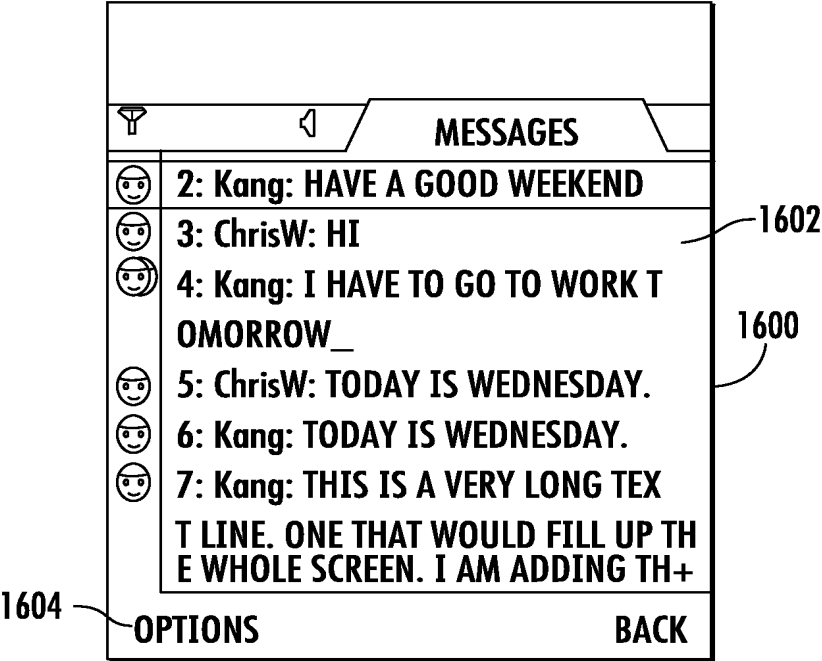 MESSAGES
2: Kang: HAVE A GOOD WEEKEND
3: ChrisW: HI
1602
4: Kang: I HAVE TO GO TO WORK T
OMORROW_
1600
5: ChrisW: TODAY IS WEDNESDAY.
6: Kang: TODAY IS WEDNESDAY.
7: Kang: THIS IS A VERY LONG TEX
T LINE. ONE THAT WOULD FILL UP TH
E WHOLE SCREEN. I AM ADDING TH+
1604
OPTIONS BACK